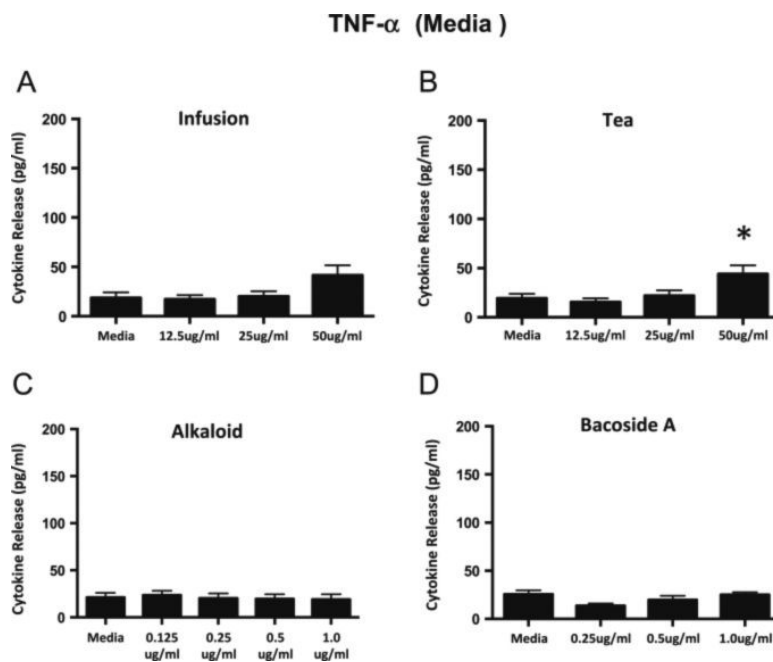 TNF-α (Media )
A
Infusion
Cytokine Release (pg/ml)
200
150
100
50
0
Media 12.5ug/ml 25ug/ml 50ug/ml
B
Tea
Cytokine Release (pg/ml)
200
150
100
50
0
*
Media 12.5ug/ml 25ug/ml 50ug/ml
C
Alkaloid
Cytokine Release (pg/ml)
200
150
100
50
0
Media 0.125 0.25 0.5 1.0
ug/ml ug/ml ug/ml ug/ml
D
Bacoside A
Cytokine Release (pg/ml)
200
150
100
50
0
Media 0.25ug/ml 0.5ug/ml 1.0ug/ml